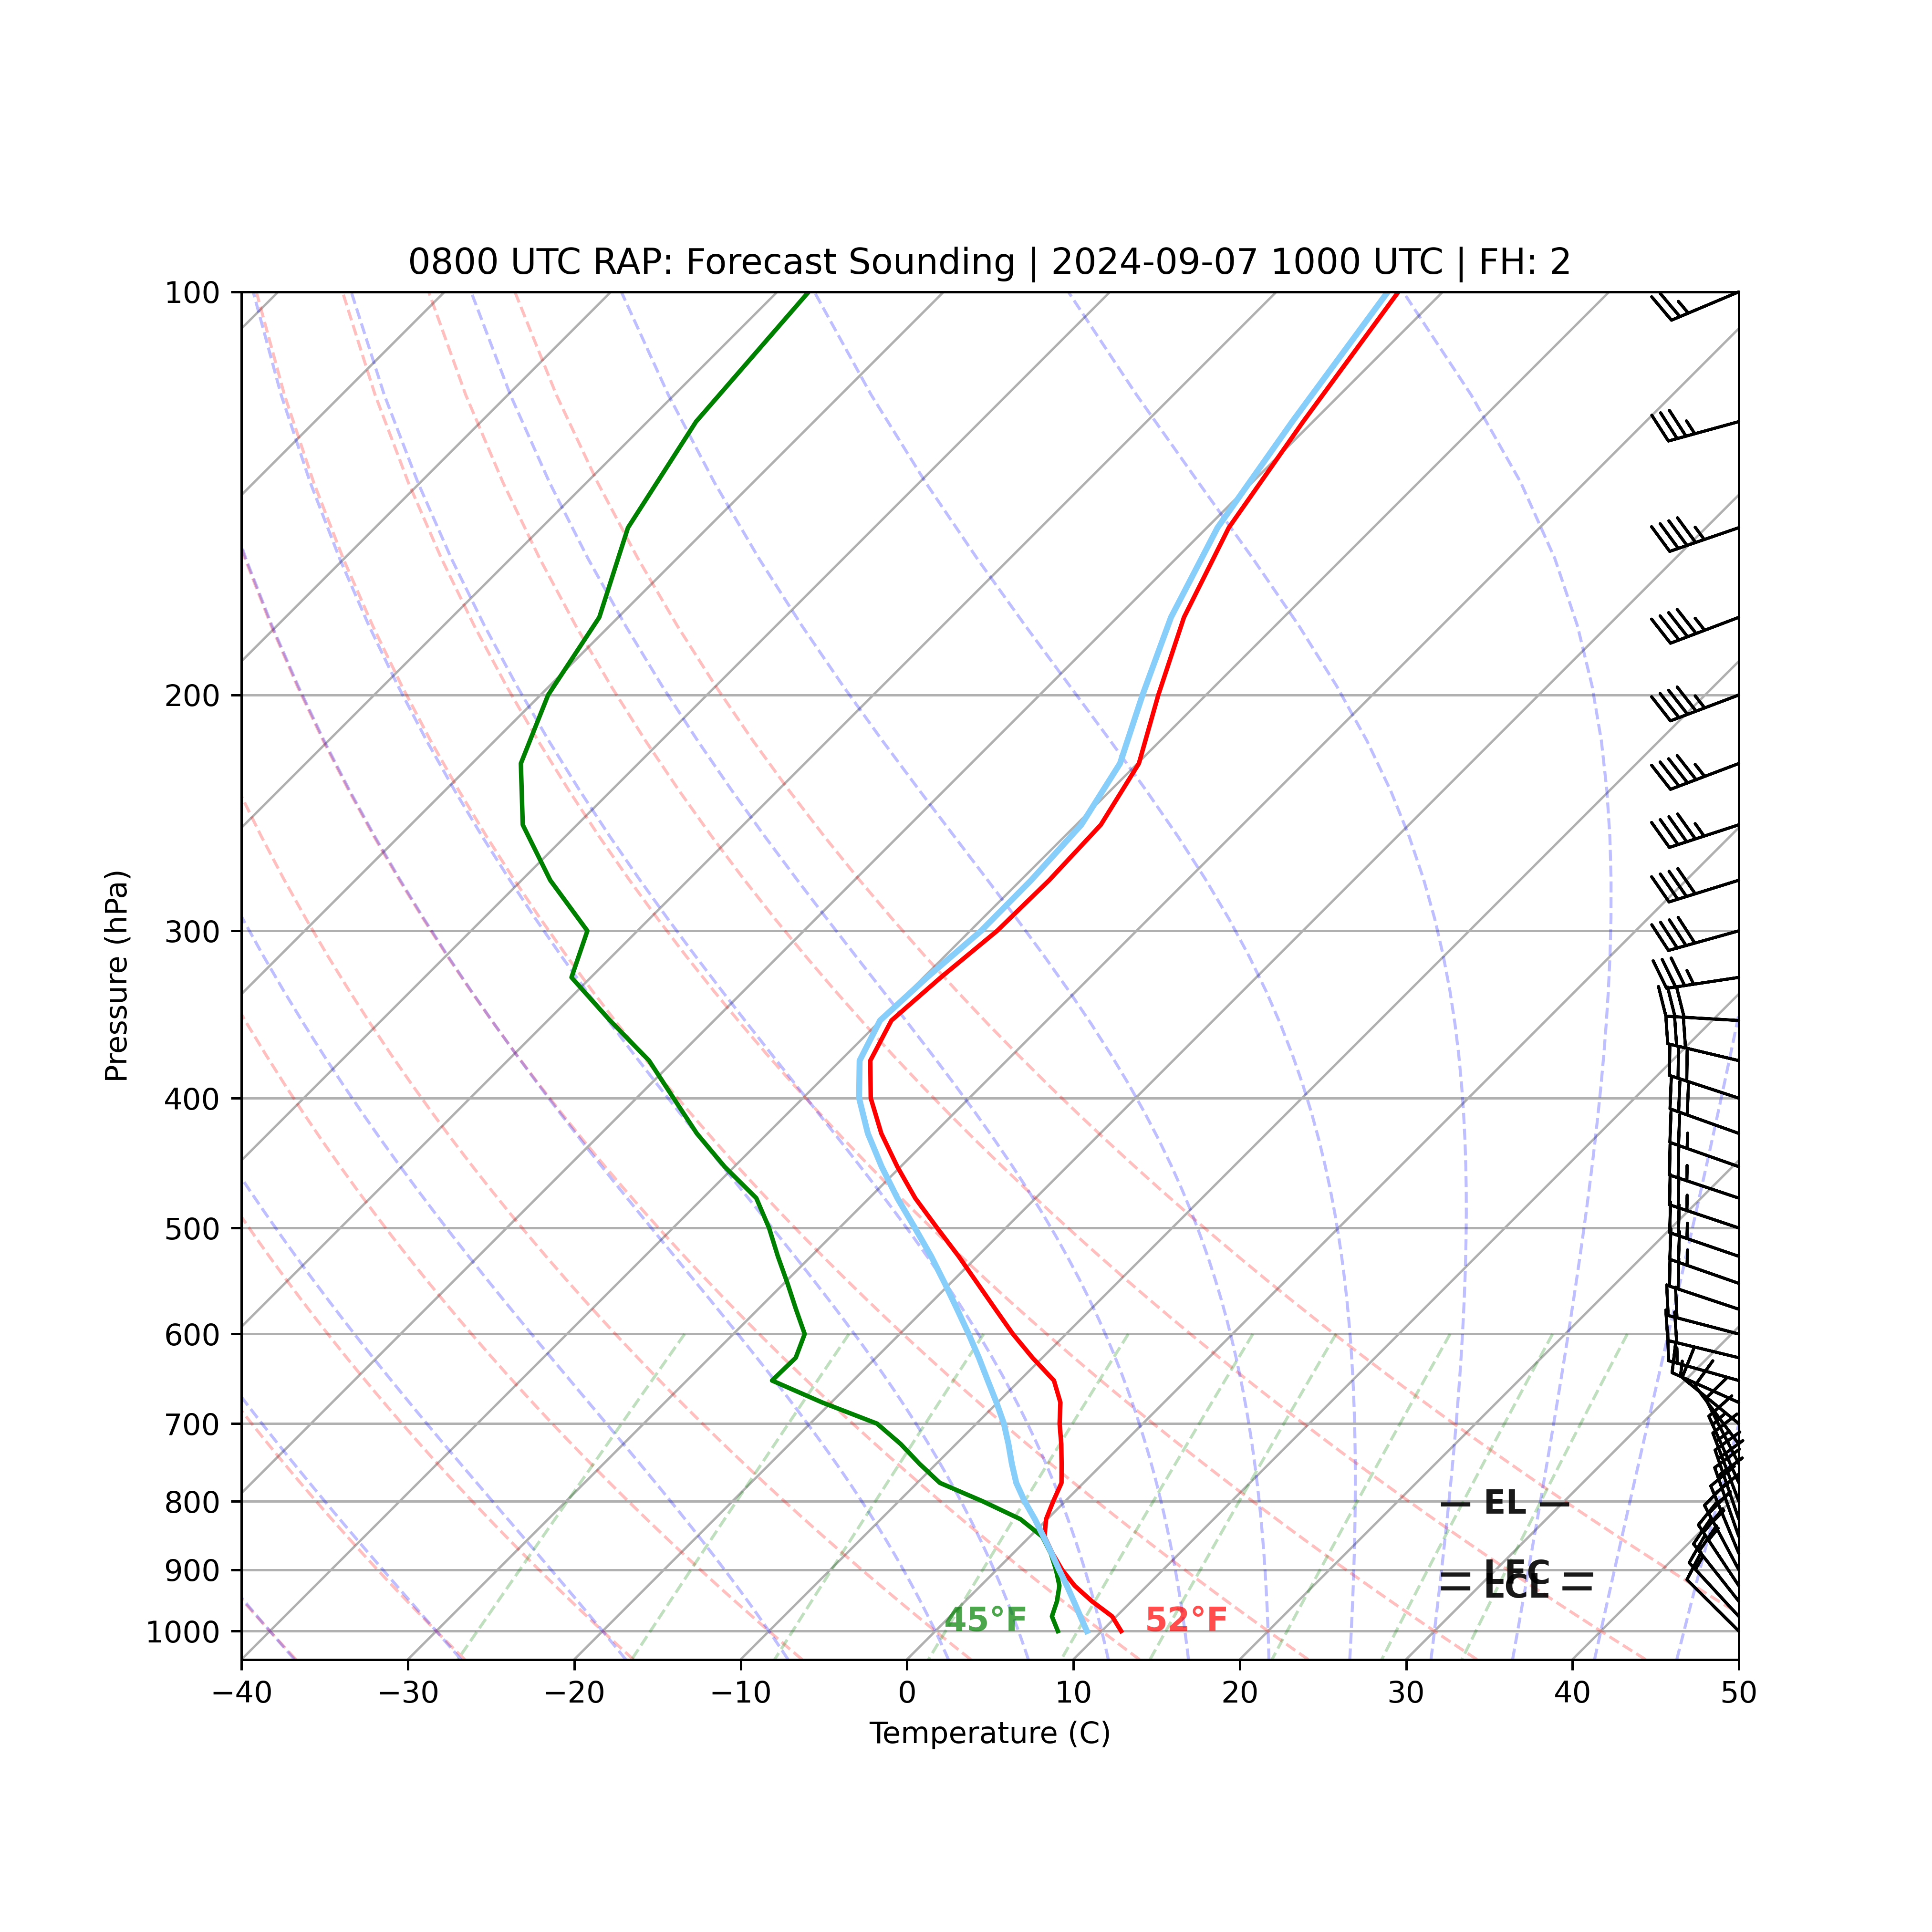 0800 UTC RAP: Forecast Sounding | 2024-09-07 1000 UTC | FH: 2
100
200
300
400
500
600
700
800
900
1000
Pressure (hPa)
— EL —
— LFC —
— LCL —
45°F
52°F
−40
−30
−20
−10
0
10
20
30
40
50
Temperature (C)